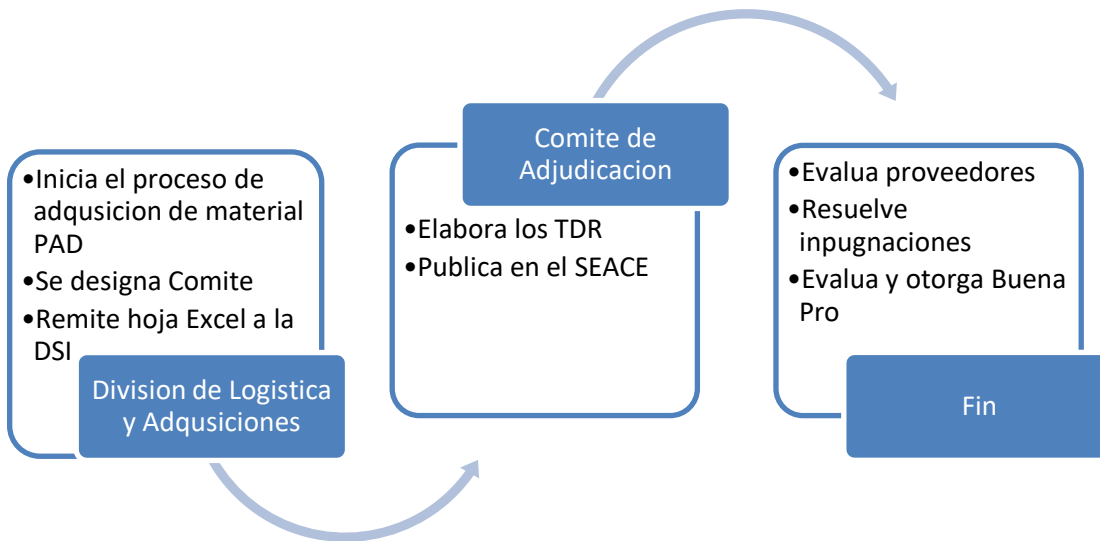 •Inicia el proceso de
adqusicion de material
PAD
•Se designa Comite
•Remite hoja Excel a la
DSI
Division de Logistica
y Adqusiciones
Comite de
Adjudicacion
•Elabora los TDR
•Publica en el SEACE
•Evalua proveedores
•Resuelve
inpugnaciones
•Evalua y otorga Buena
Pro
Fin